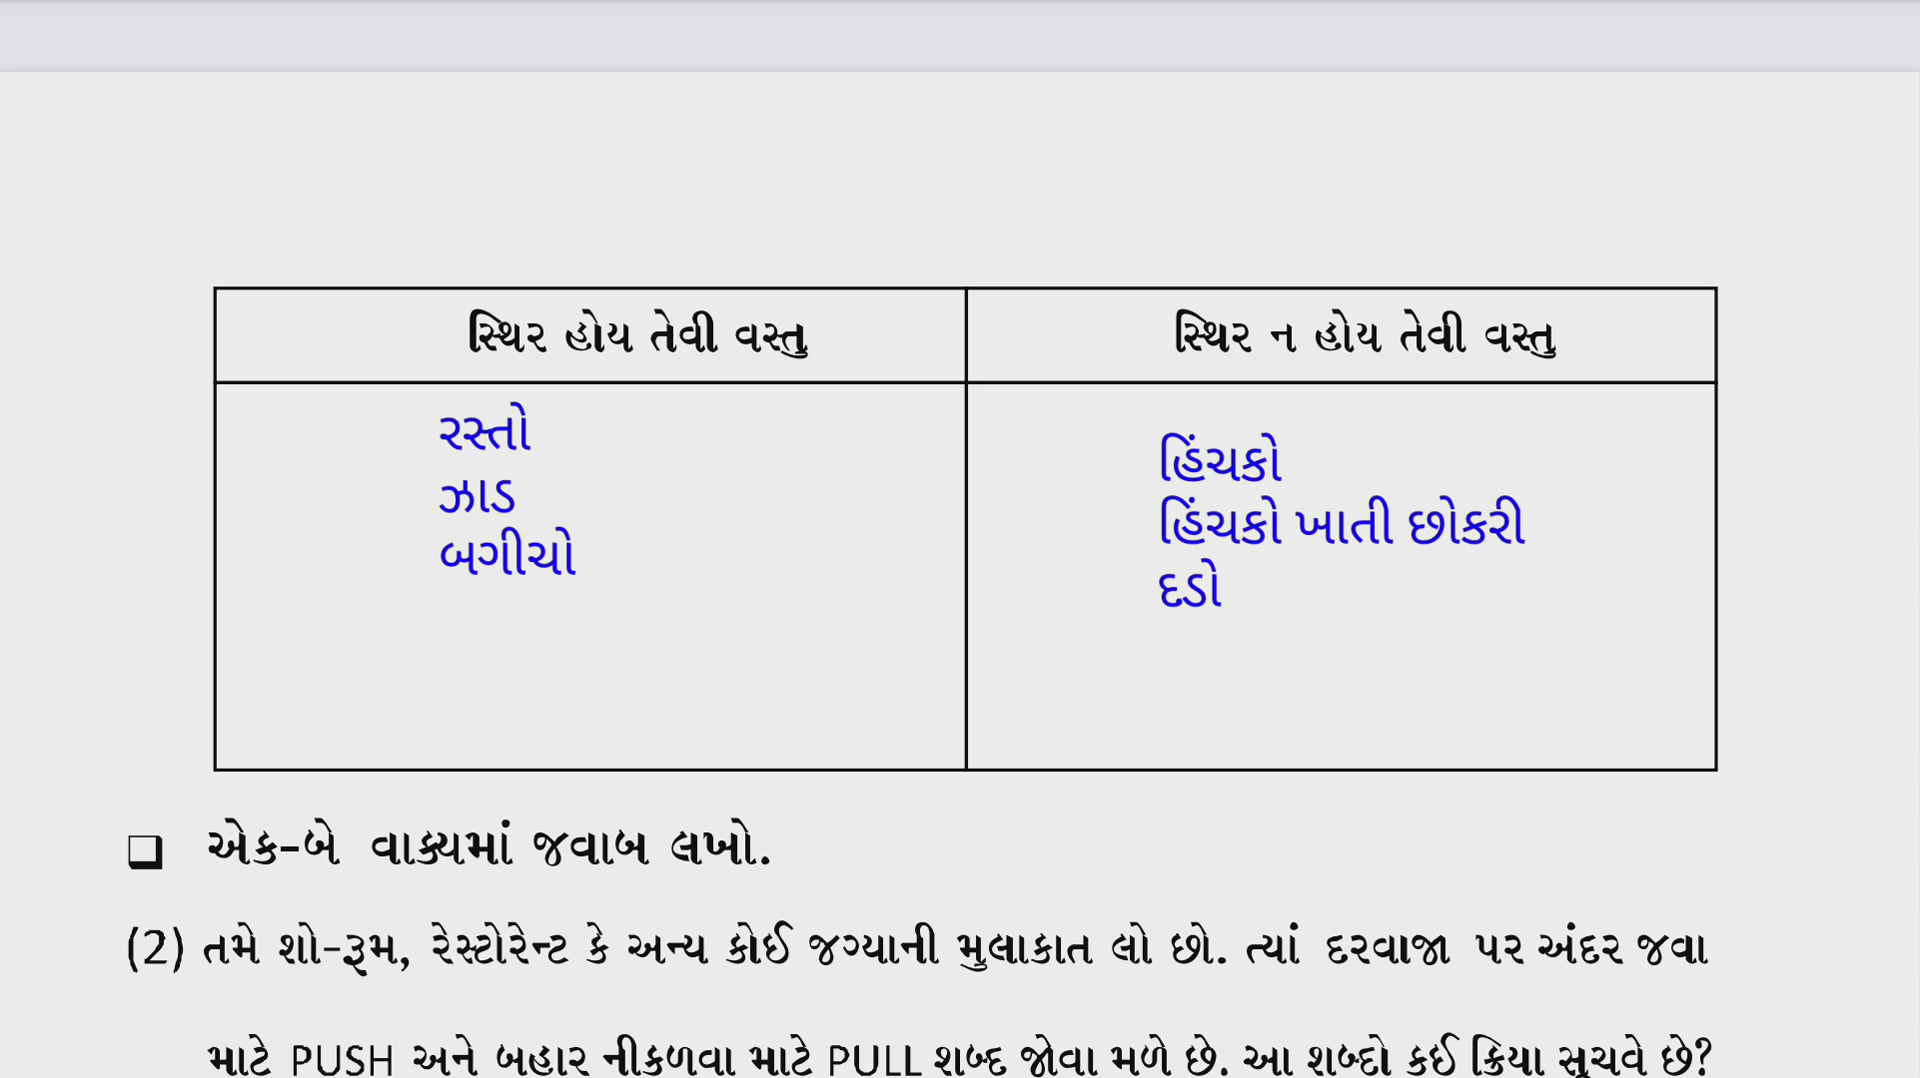 સ્થિર હોય તેવી વસ્તુ
સ્થિર ન હોય તેવી વસ્તુ
રસ્તો
ઝાડ
બગીચો
હિંચકો
હિંચકો ખાતી છોકરી
દડો
❑ એક-બે વાક્યમાં જવાબ લખો.
(2) તમે શો-રૂમ, રેસ્ટોરેન્ટ કે અન્ય કોઈ જગ્યાની મુલાકાત લો છો. ત્યાં દરવાજા પર અંદર જવા
માટે PUSH અને બહાર નીકળવા માટે PULL શબ્દ જોવા મળે છે. આ શબ્દો કઈ ક્રિયા સૂચવે છે?